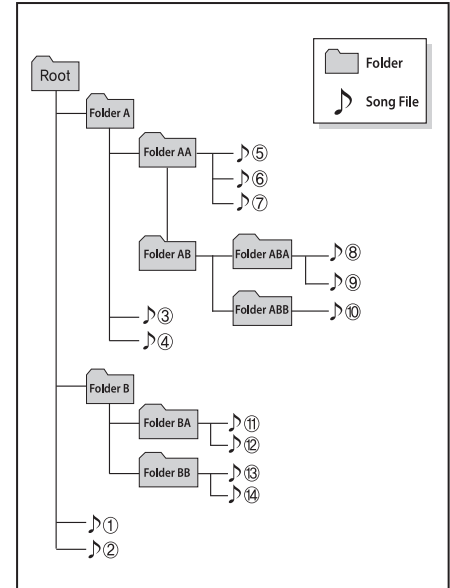 Folder
Song File
Root
Folder A
Folder AA
⑤
⑥
⑦
Folder AB
Folder ABA
⑧
⑨
Folder ABB
⑩
③
④
Folder B
Folder BA
⑪
⑫
Folder BB
⑬
⑭
①
②